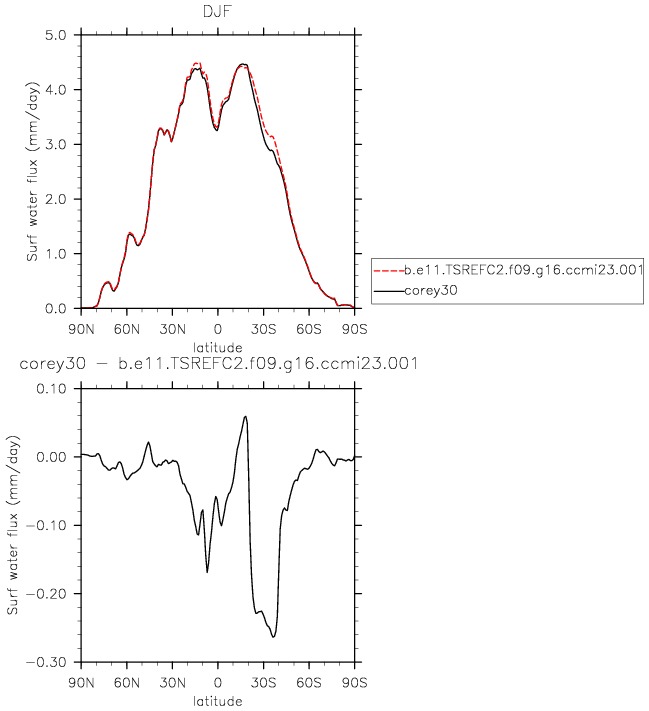 DJF
5.0
4.0
3.0
2.0
1.0
0.0
Surf water flux (mm/day)
90N 60N 30N 0 30S 60S 90S
latitude
b.e11.TSREFC2.f09.g16.ccmi23.001
corey30
corey30 − b.e11.TSREFC2.f09.g16.ccmi23.001
0.10
0.00
−0.10
−0.20
−0.30
Surf water flux (mm/day)
90N 60N 30N 0 30S 60S 90S
latitude